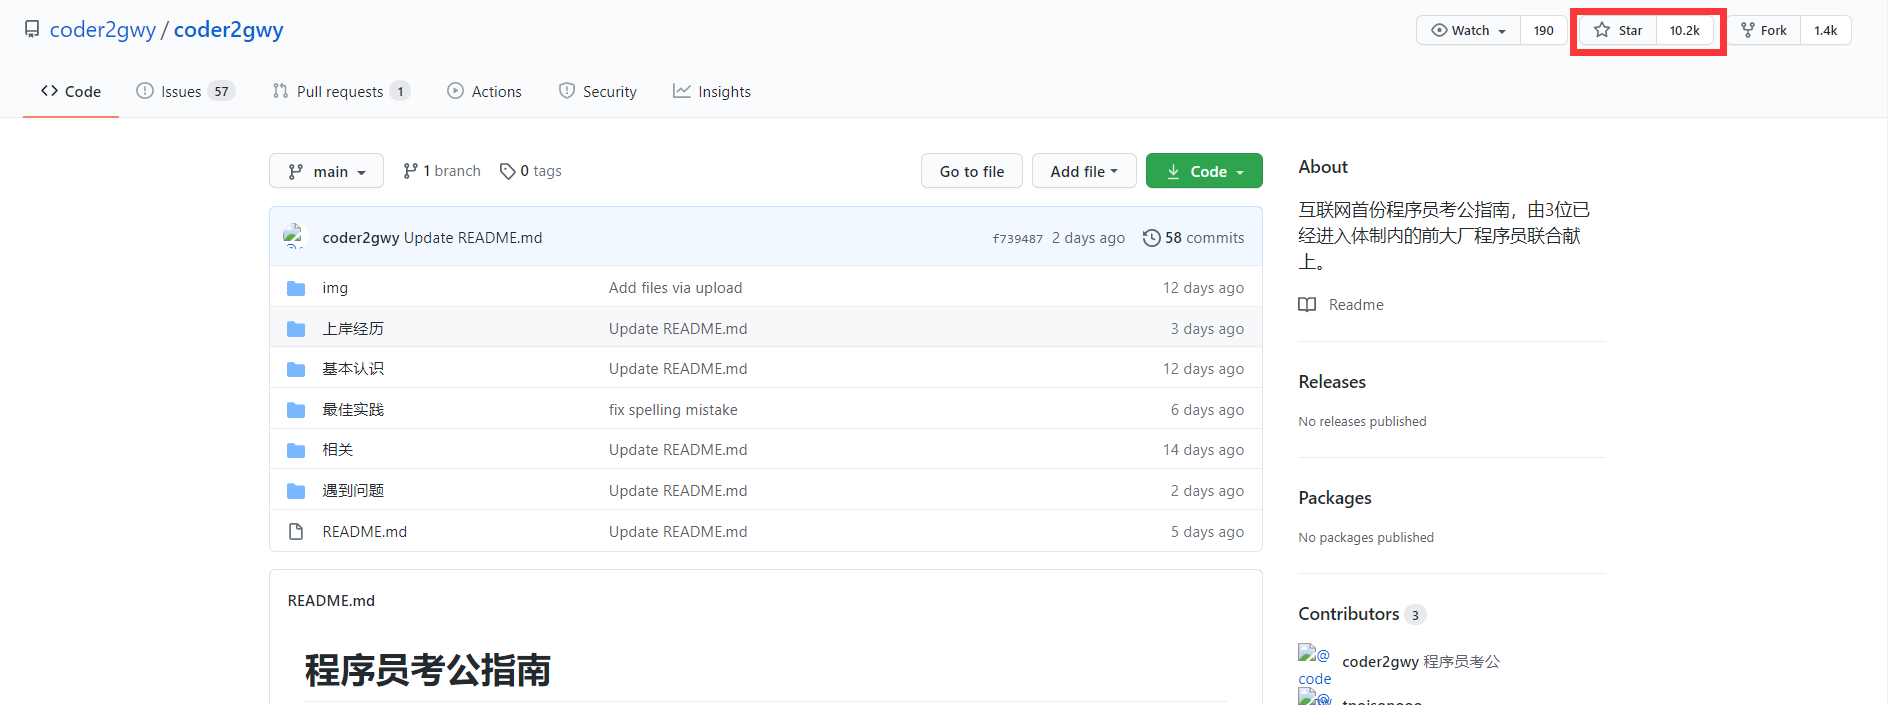 coder2gwy / coder2gwy
Watch 190 Star 10.2k Fork 1.4k
Code Issues 57 Pull requests 1 Actions Security Insights
main 1 branch 0 tags Go to file Add file Code
coder2gwy Update README.md f739487 2 days ago 58 commits
img Add files via upload 12 days ago
上岸经历 Update README.md 3 days ago
基本认识 Update README.md 12 days ago
最佳实践 fix spelling mistake 6 days ago
相关 Update README.md 14 days ago
遇到问题 Update README.md 2 days ago
README.md Update README.md 5 days ago
README.md
程序员考公指南
About
互联网首份程序员考公指南，由3位已
经进入体制内的前大厂程序员联合献
上。
Readme
Releases
No releases published
Packages
No packages published
Contributors 3
@
code
coder2gwy 程序员考公